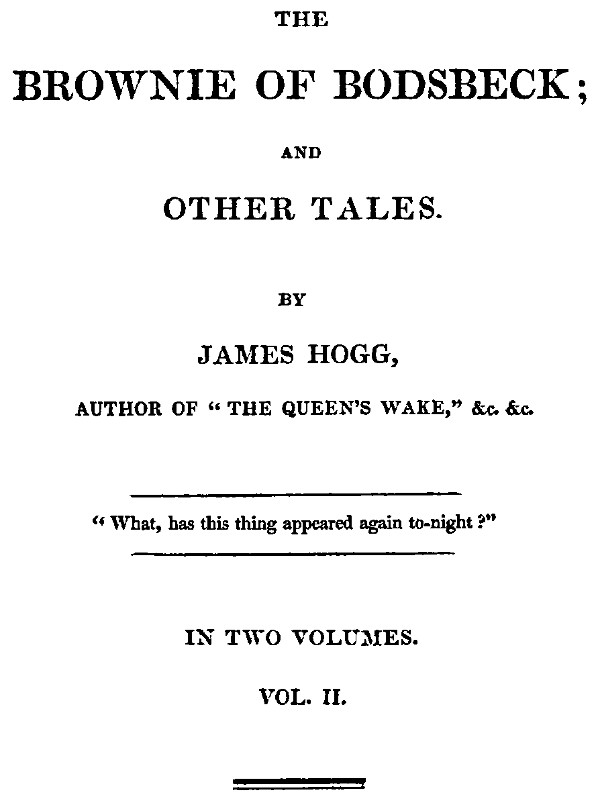 THE
BROWNIE OF BODSBECK;
AND
OTHER TALES.
BY
JAMES HOGG,
AUTHOR OF “ THE QUEEN’S WAKE,” &c. &c.
“ What, has this thing appeared again to-night ?”
IN TWO VOLUMES.
VOL. II.